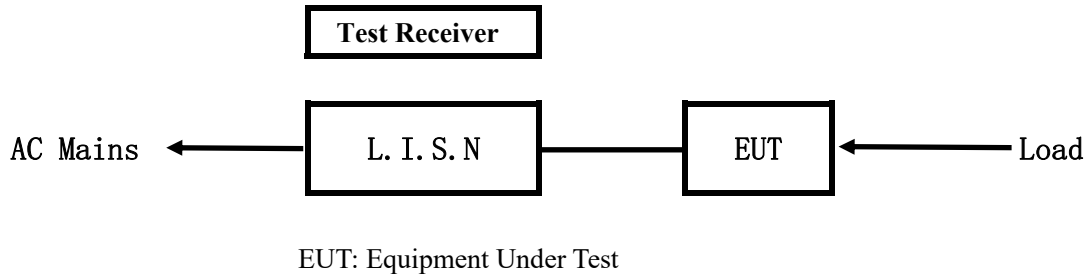 Test Receiver
AC Mains L.I.S.N EUT Load
EUT: Equipment Under Test